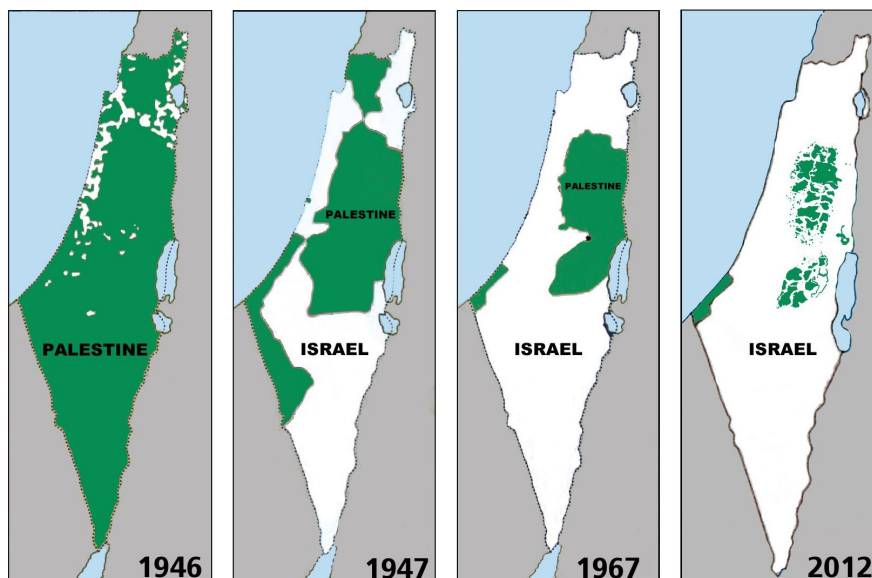 PALESTINE
1946
PALESTINE
ISRAEL
1947
PALESTINE
ISRAEL
1967
ISRAEL
2012